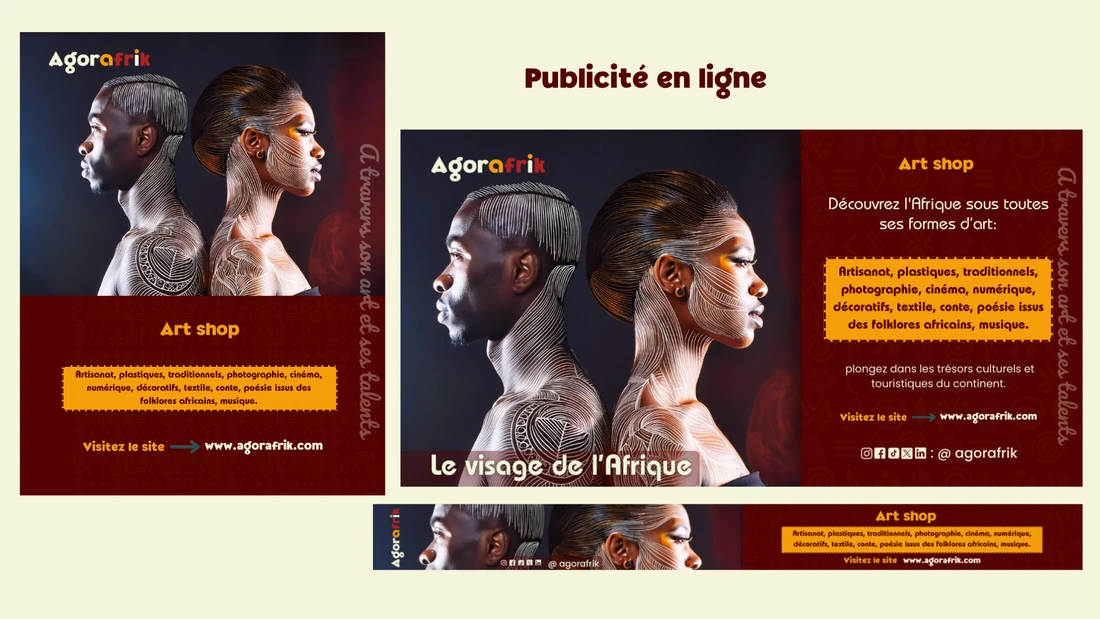 Publicité en ligne
Agorafrik
A travers son art et ses talents
Art shop
Artisanat, plastiques, traditionnels, photographie, cinéma,
numérique, décoratifs, textile, conte, poésie issus des
folklores africains, musique.
Visitez le site www.agorafrik.com
Agorafrik
Le visage de l'Afrique
Art shop
Découvrez l'Afrique sous toutes
ses formes d'art:
Artisanat, plastiques, traditionnels,
photographie, cinéma, numérique,
décoratifs, textile, conte, poésie issus
des folklores africains, musique.
plongez dans les trésors culturels et
touristiques du continent.
Visitez le site www.agorafrik.com
: @ agorafrik
A travers son art et ses talents
Agorafrik
@ agorafrik
Art shop
Artisanat, plastiques, traditionnels, photographie, cinéma, numérique,
décoratifs, textile, conte, poésie issus des folklores africains, musique.
Visitez le site www.agorafrik.com